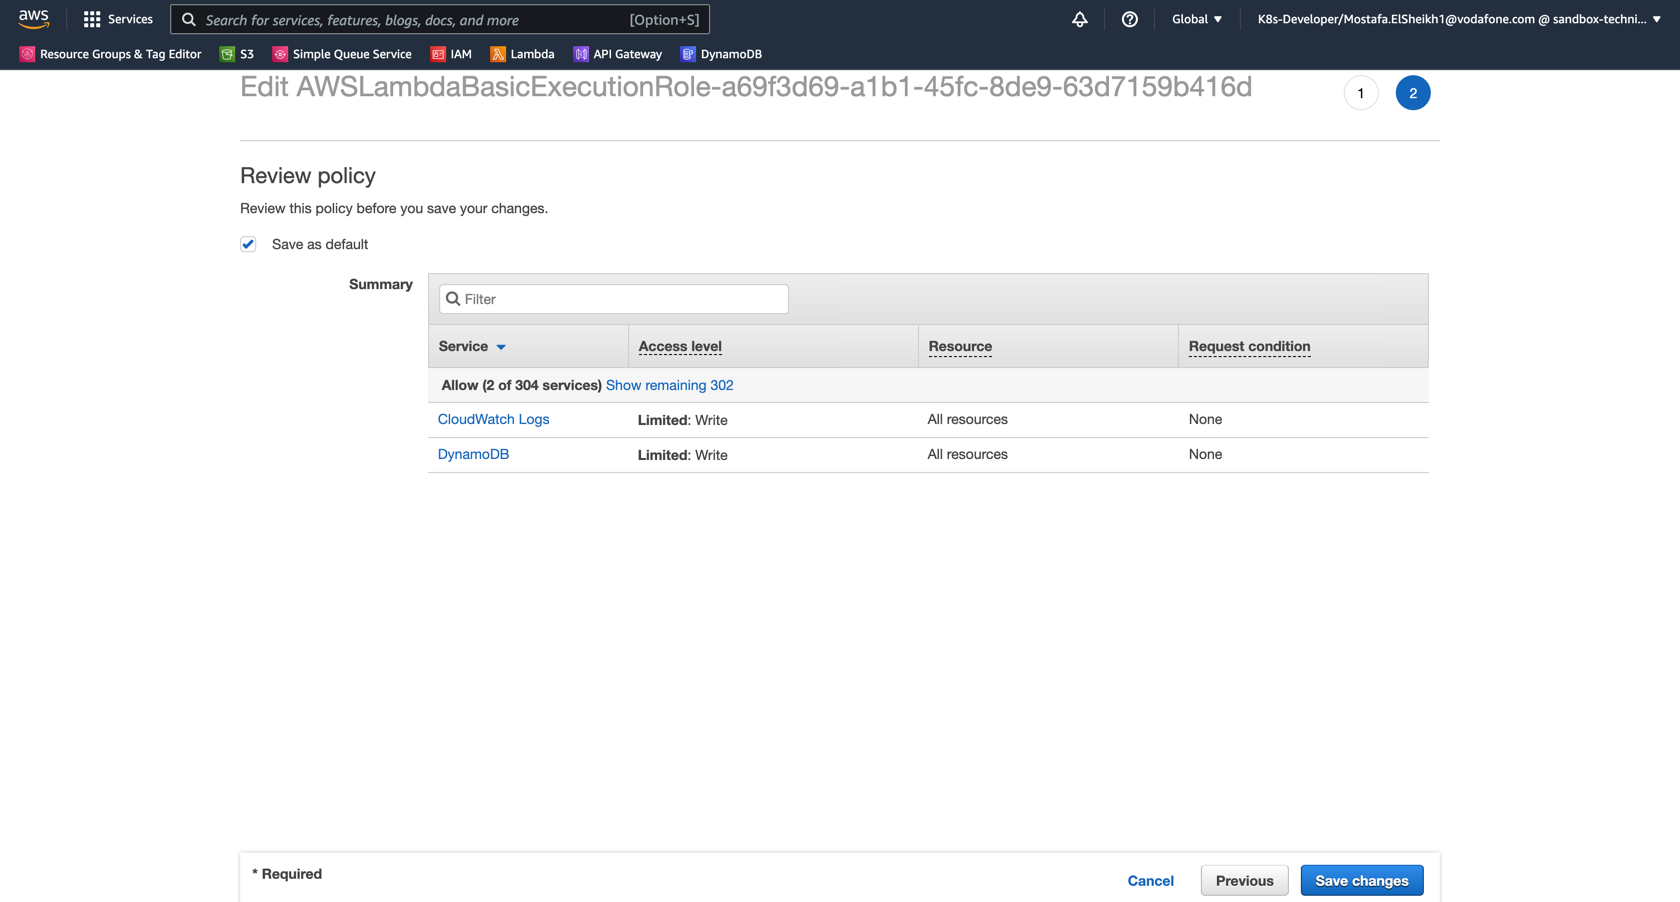 aws Services Search for services, features, blogs, docs, and more [Option+S] Global ▼ K8s-Developer/Mostafa.ElSheikh1@vodafone.com @ sandbox-techni... ▼
Resource Groups & Tag Editor S3 Simple Queue Service IAM Lambda API Gateway DynamoDB
Edit AWSLambdaBasicExecutionRole-a69f3d69-a1b1-45fc-8de9-63d7159b416d 1 2
Review policy
Review this policy before you save your changes.
Save as default
Summary
Filter
Service Access level Resource Request condition
Allow (2 of 304 services) Show remaining 302
CloudWatch Logs Limited: Write All resources None
DynamoDB Limited: Write All resources None
* Required Cancel Previous Save changes